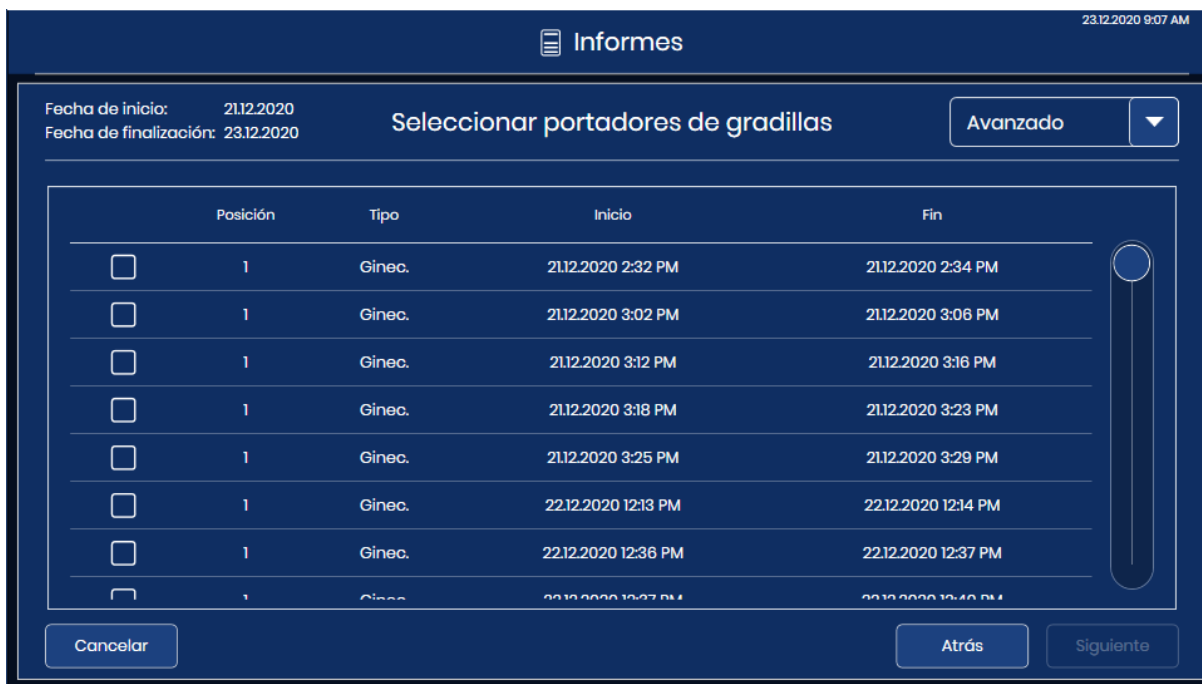 23.12.2020 9:07 AM
Informes
Fecha de inicio: 21.12.2020
Fecha de finalización: 23.12.2020
Seleccionar portadores de gradillas
Avanzado
Posición Tipo Inicio Fin
1 Ginec. 21.12.2020 2:32 PM 21.12.2020 2:34 PM
1 Ginec. 21.12.2020 3:02 PM 21.12.2020 3:06 PM
1 Ginec. 21.12.2020 3:12 PM 21.12.2020 3:16 PM
1 Ginec. 21.12.2020 3:18 PM 21.12.2020 3:23 PM
1 Ginec. 21.12.2020 3:25 PM 21.12.2020 3:29 PM
1 Ginec. 22.12.2020 12:13 PM 22.12.2020 12:14 PM
1 Ginec. 22.12.2020 12:36 PM 22.12.2020 12:37 PM
Cancelar Atrás Siguiente